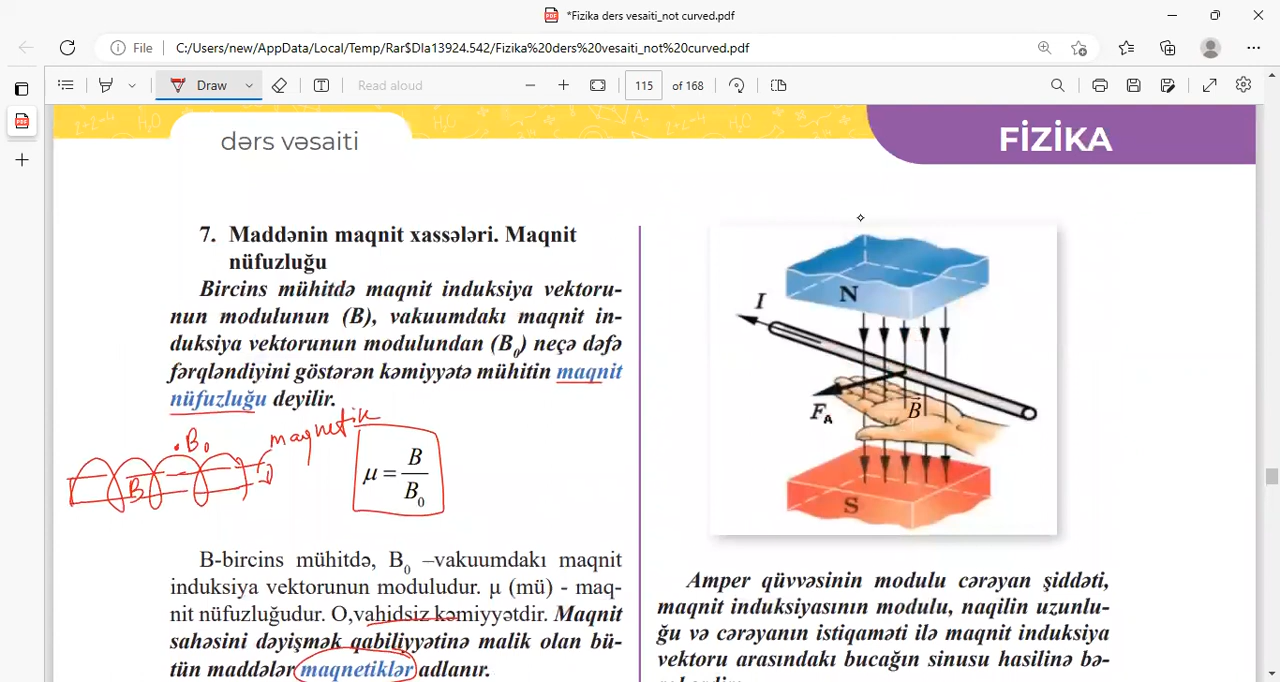 *Fizika ders vesaiti_not curved.pdf
File
C:/Users/new/AppData/Local/Temp/Rar$DIa13924.542/Fizika%20ders%20vesaiti_not%20curved.pdf
Draw
Read aloud
115 of 168
dərs vəsaiti
FİZİKA
7. Maddənin maqnit xassələri. Maqnit
nüfuzluğu
Bircins mühitdə maqnit induksiya vektoru-
nun modulunun (B), vakuumdakı maqnit in-
duksiya vektorunun modulundan (B₀) neçə dəfə
fərqləndiyini göstərən kəmiyyətə mühitin maqnit
nüfuzluğu deyilir.
maqnetik
B₀
B
μ = B/B₀
B-bircins mühitdə, B₀ –vakuumdakı maqnit
induksiya vektorunun moduludur. μ (mü) - maq-
nit nüfuzluğudur. O,vahidsiz kəmiyyətdir. Maqnit
sahəsini dəyişmək qabiliyyətinə malik olan bü-
tün maddələr maqnetiklər adlanır.
N
I
F_A
B⃗
S
Amper qüvvəsinin modulu cərəyan şiddəti,
maqnit induksiyasının modulu, naqilin uzunlu-
ğu və cərəyanın istiqaməti ilə maqnit induksiya
vektoru arasındakı bucağın sinusu hasilinə bə-